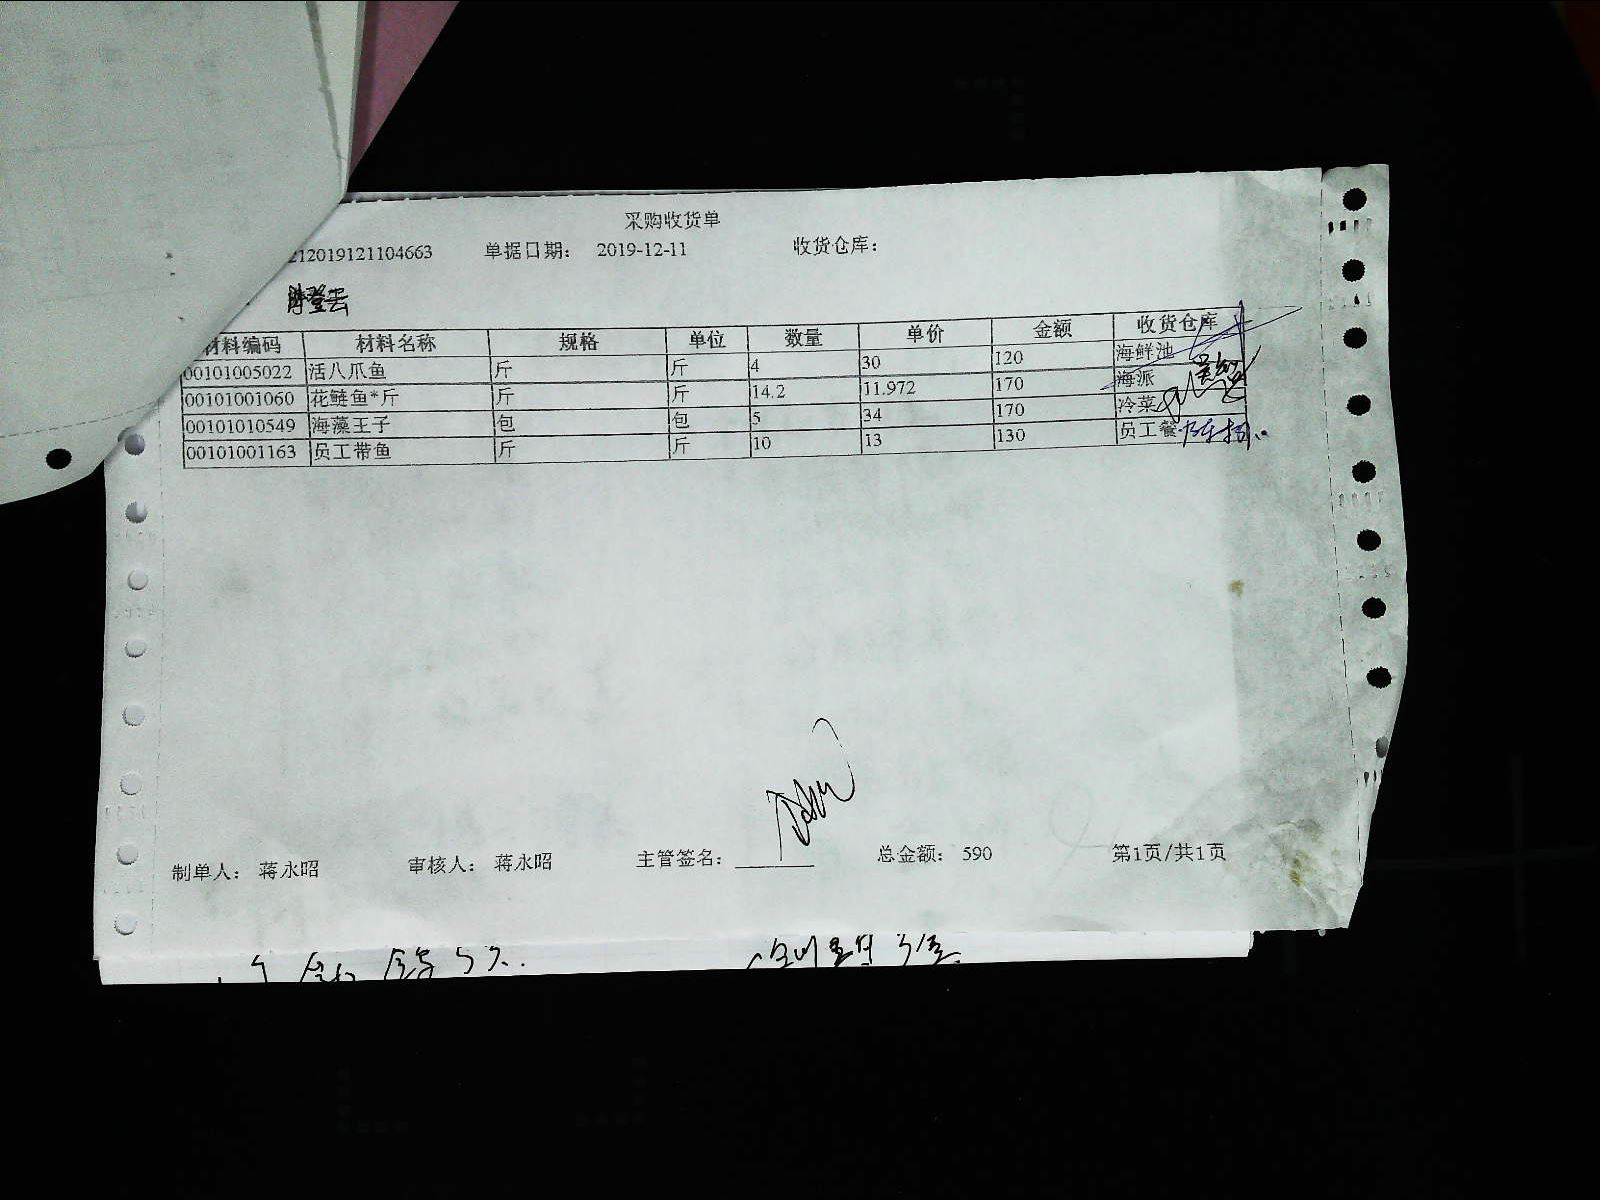 采购收货单
212019121104663 单据日期： 2019-12-11 收货仓库：
材料编码 材料名称 规格 单位 数量 单价 金额 收货仓库
00101005022 活八爪鱼 斤 斤 4 30 120 海鲜池
00101001060 花鲢鱼*斤 斤 斤 14.2 11.972 170 海派
00101010549 海藻王子 包 包 5 34 170 冷菜
00101001163 员工带鱼 斤 斤 10 13 130 员工餐
制单人： 蒋永昭 审核人： 蒋永昭 主管签名： 总金额： 590 第1页/共1页